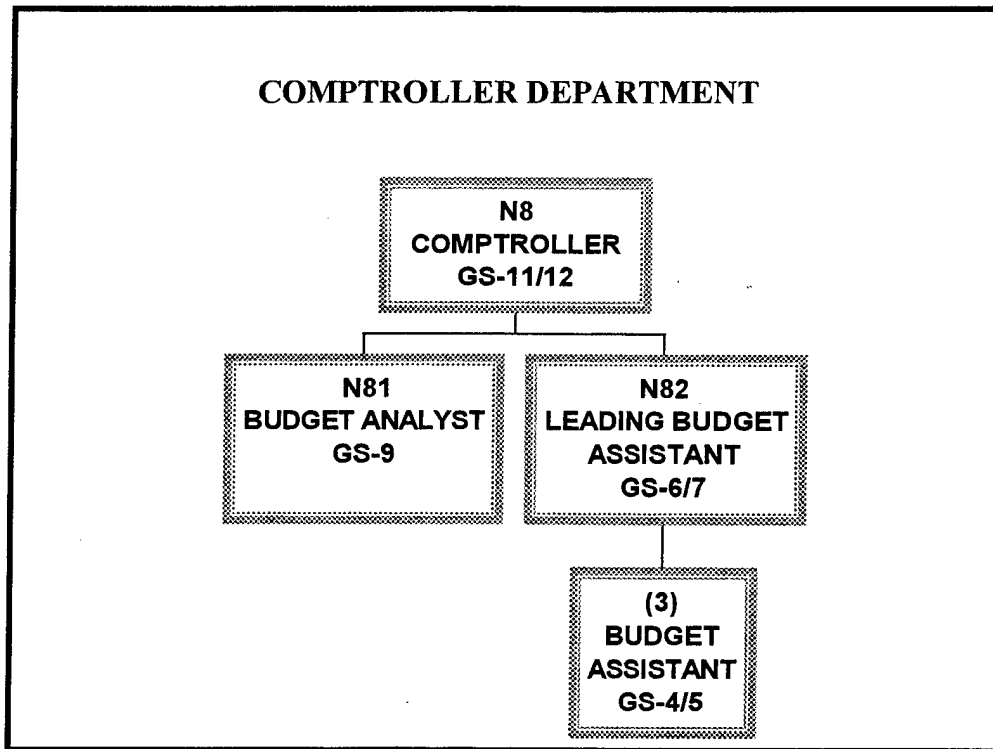 COMPTROLLER DEPARTMENT
N8
COMPTROLLER
GS-11/12
N81
BUDGET ANALYST
GS-9
N82
LEADING BUDGET
ASSISTANT
GS-6/7
(3)
BUDGET
ASSISTANT
GS-4/5